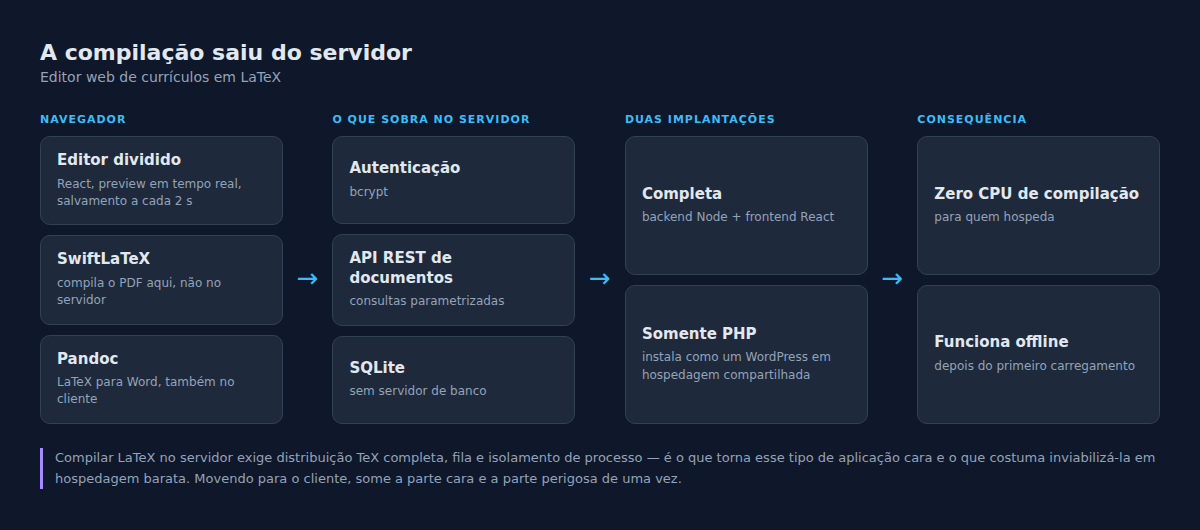 A compilação saiu do servidor
Editor web de currículos em LaTeX
NAVEGADOR
Editor dividido
React, preview em tempo real,
salvamento a cada 2 s
SwiftLaTeX
compila o PDF aqui, não no
servidor
Pandoc
LaTeX para Word, também no
cliente
→
O QUE SOBRA NO SERVIDOR
Autenticação
bcrypt
API REST de
documentos
consultas parametrizadas
SQLite
sem servidor de banco
→
DUAS IMPLANTAÇÕES
Completa
backend Node + frontend React
Somente PHP
instala como um WordPress em
hospedagem compartilhada
→
CONSEQUÊNCIA
Zero CPU de compilação
para quem hospeda
Funciona offline
depois do primeiro carregamento
Compilar LaTeX no servidor exige distribuição TeX completa, fila e isolamento de processo — é o que torna esse tipo de aplicação cara e o que costuma inviabilizá-la em
hospedagem barata. Movendo para o cliente, some a parte cara e a parte perigosa de uma vez.